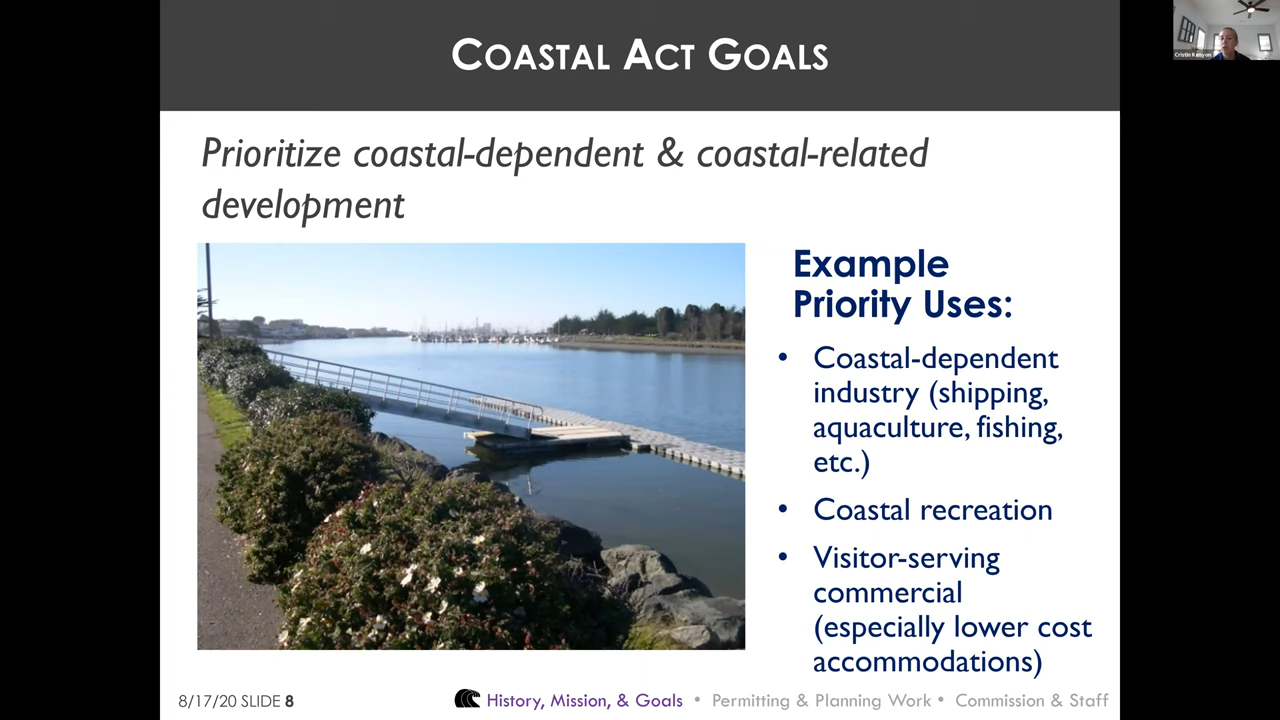 COASTAL ACT GOALS
Cristin Kenyon
Prioritize coastal-dependent & coastal-related
development
Example
Priority Uses:
• Coastal-dependent
industry (shipping,
aquaculture, fishing,
etc.)
• Coastal recreation
• Visitor-serving
commercial
(especially lower cost
accommodations)
8/17/20 SLIDE 8
History, Mission, & Goals • Permitting & Planning Work • Commission & Staff